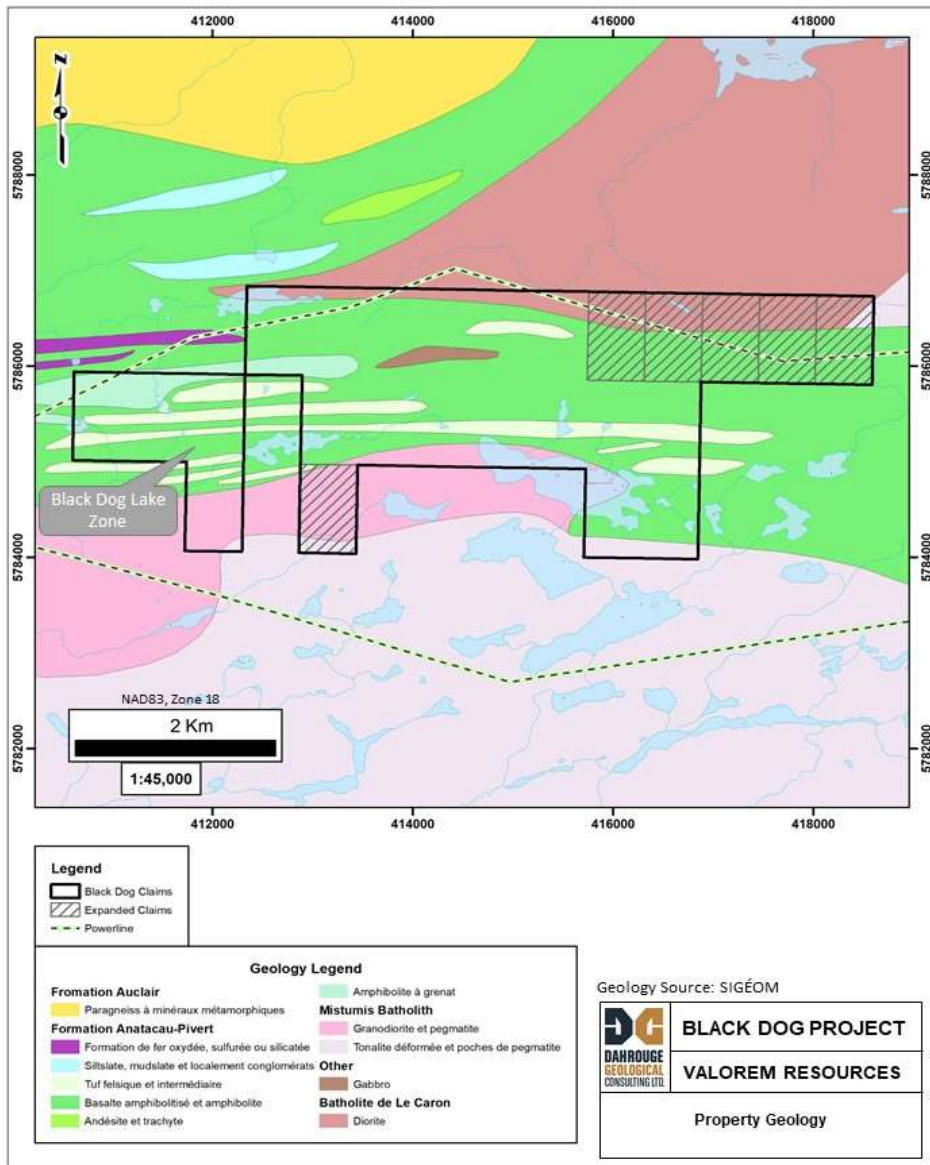 412000 414000 416000 418000
N
5788000 5788000
5786000 5786000
Black Dog Lake
Zone
5784000 5784000
NAD83, Zone 18
2 Km
1:45,000
5782000 5782000
412000 414000 416000 418000
Legend
Black Dog Claims
Expanded Claims
Powerline
Geology Legend
Fromation Auclair
Paragneiss à minéraux métamorphiques
Formation Anatacau-Pivert
Formation de fer oxydée, sulfurée ou silicatée
Siltslate, mudslate et localement conglomérats
Tuf felsique et intermédiaire
Basalte amphibolitisé et amphibolite
Andésite et trachyte
Amphibolite à grenat
Mistumis Batholith
Granodiorite et pegmatite
Tonalite déformée et poches de pegmatite
Other
Gabbro
Batholite de Le Caron
Diorite
Geology Source: SIGÉOM
DAHROUGE
GEOLOGICAL
CONSULTING LTD.
BLACK DOG PROJECT
VALOREM RESOURCES
Property Geology